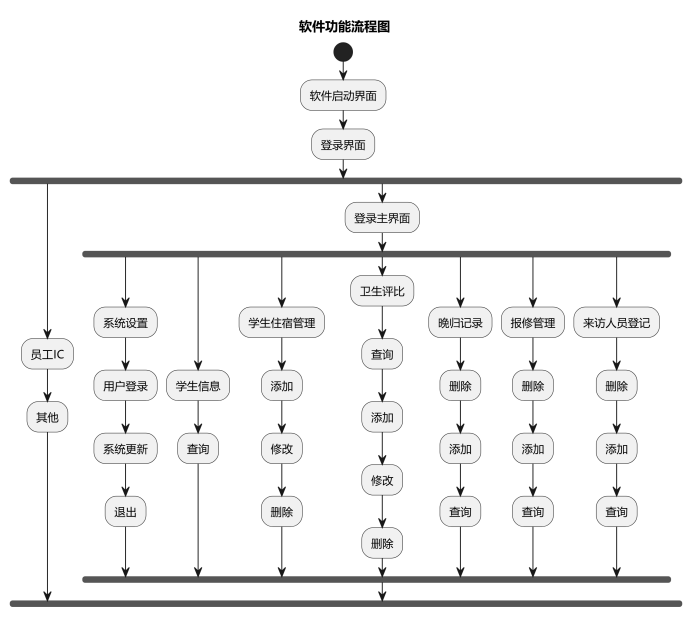 软件功能流程图
软件启动界面
登录界面
登录主界面
员工IC
其他
系统设置
用户登录
系统更新
退出
学生信息
查询
学生住宿管理
添加
修改
删除
卫生评比
查询
添加
修改
删除
晚归记录
删除
添加
查询
报修管理
删除
添加
查询
来访人员登记
删除
添加
查询